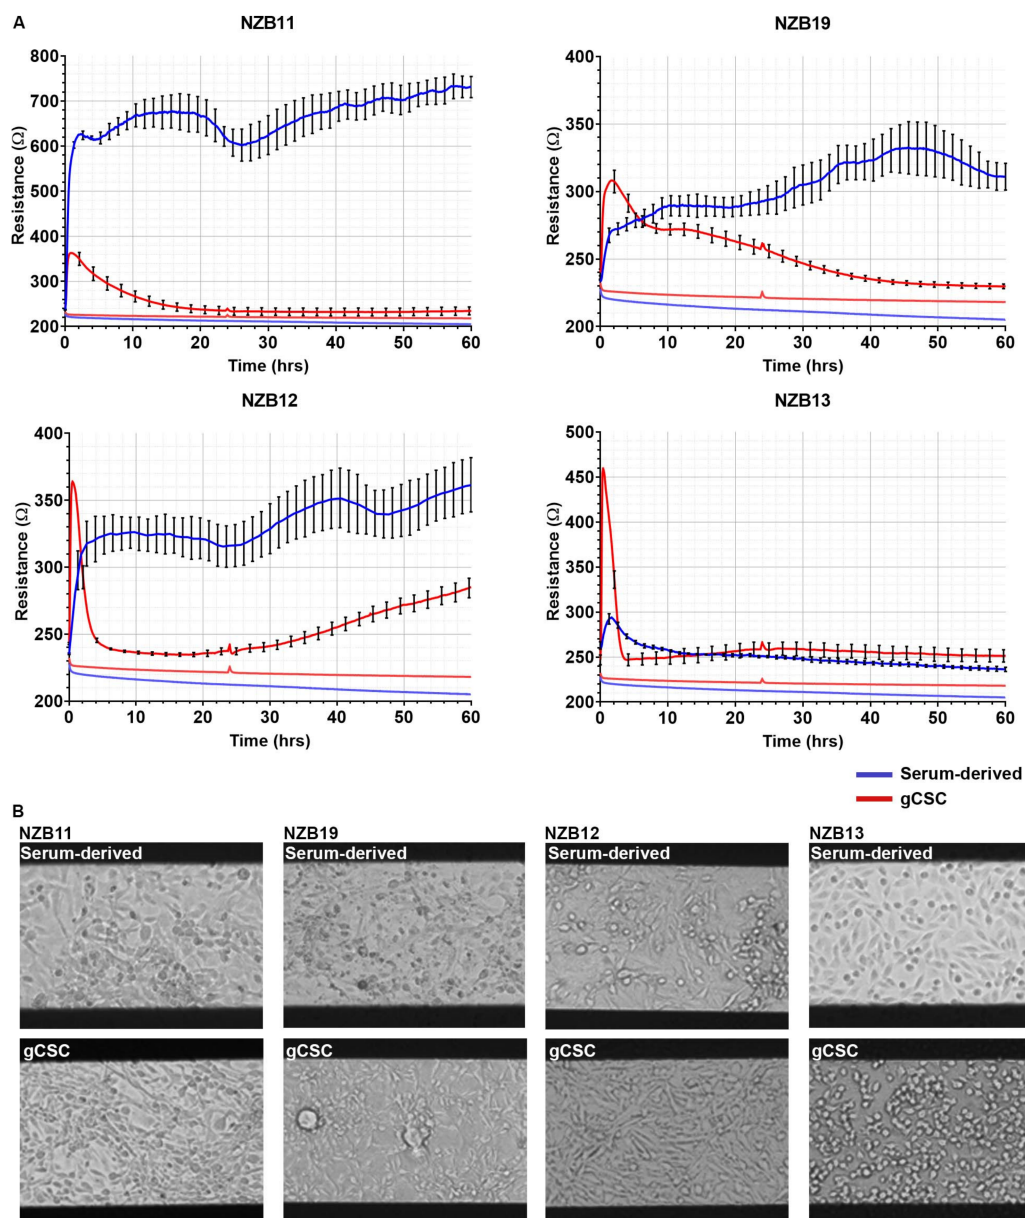 A
NZB11
NZB19
800
700
600
500
400
300
200
Resistance (Ω)
0 10 20 30 40 50 60
Time (hrs)
400
350
300
250
200
Resistance (Ω)
0 10 20 30 40 50 60
Time (hrs)
NZB12
NZB13
400
350
300
250
200
Resistance (Ω)
0 10 20 30 40 50 60
Time (hrs)
500
450
400
350
300
250
200
Resistance (Ω)
0 10 20 30 40 50 60
Time (hrs)
Serum-derived
gCSC
B
NZB11 NZB19 NZB12 NZB13
Serum-derived Serum-derived Serum-derived Serum-derived
gCSC gCSC gCSC gCSC